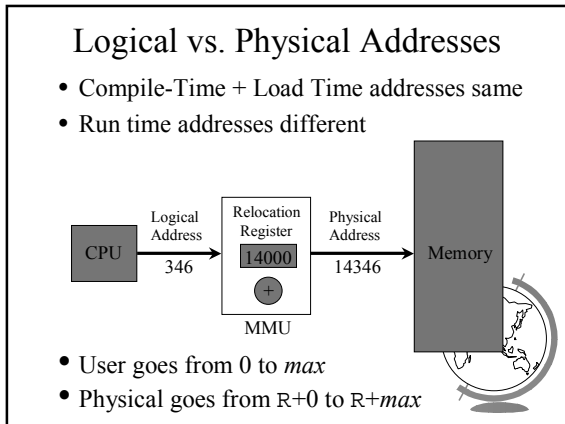 Logical vs. Physical Addresses
• Compile-Time + Load Time addresses same
• Run time addresses different
CPU
Logical
Address
346
Relocation
Register
14000
+
MMU
Physical
Address
14346
Memory
• User goes from 0 to max
• Physical goes from R+0 to R+max